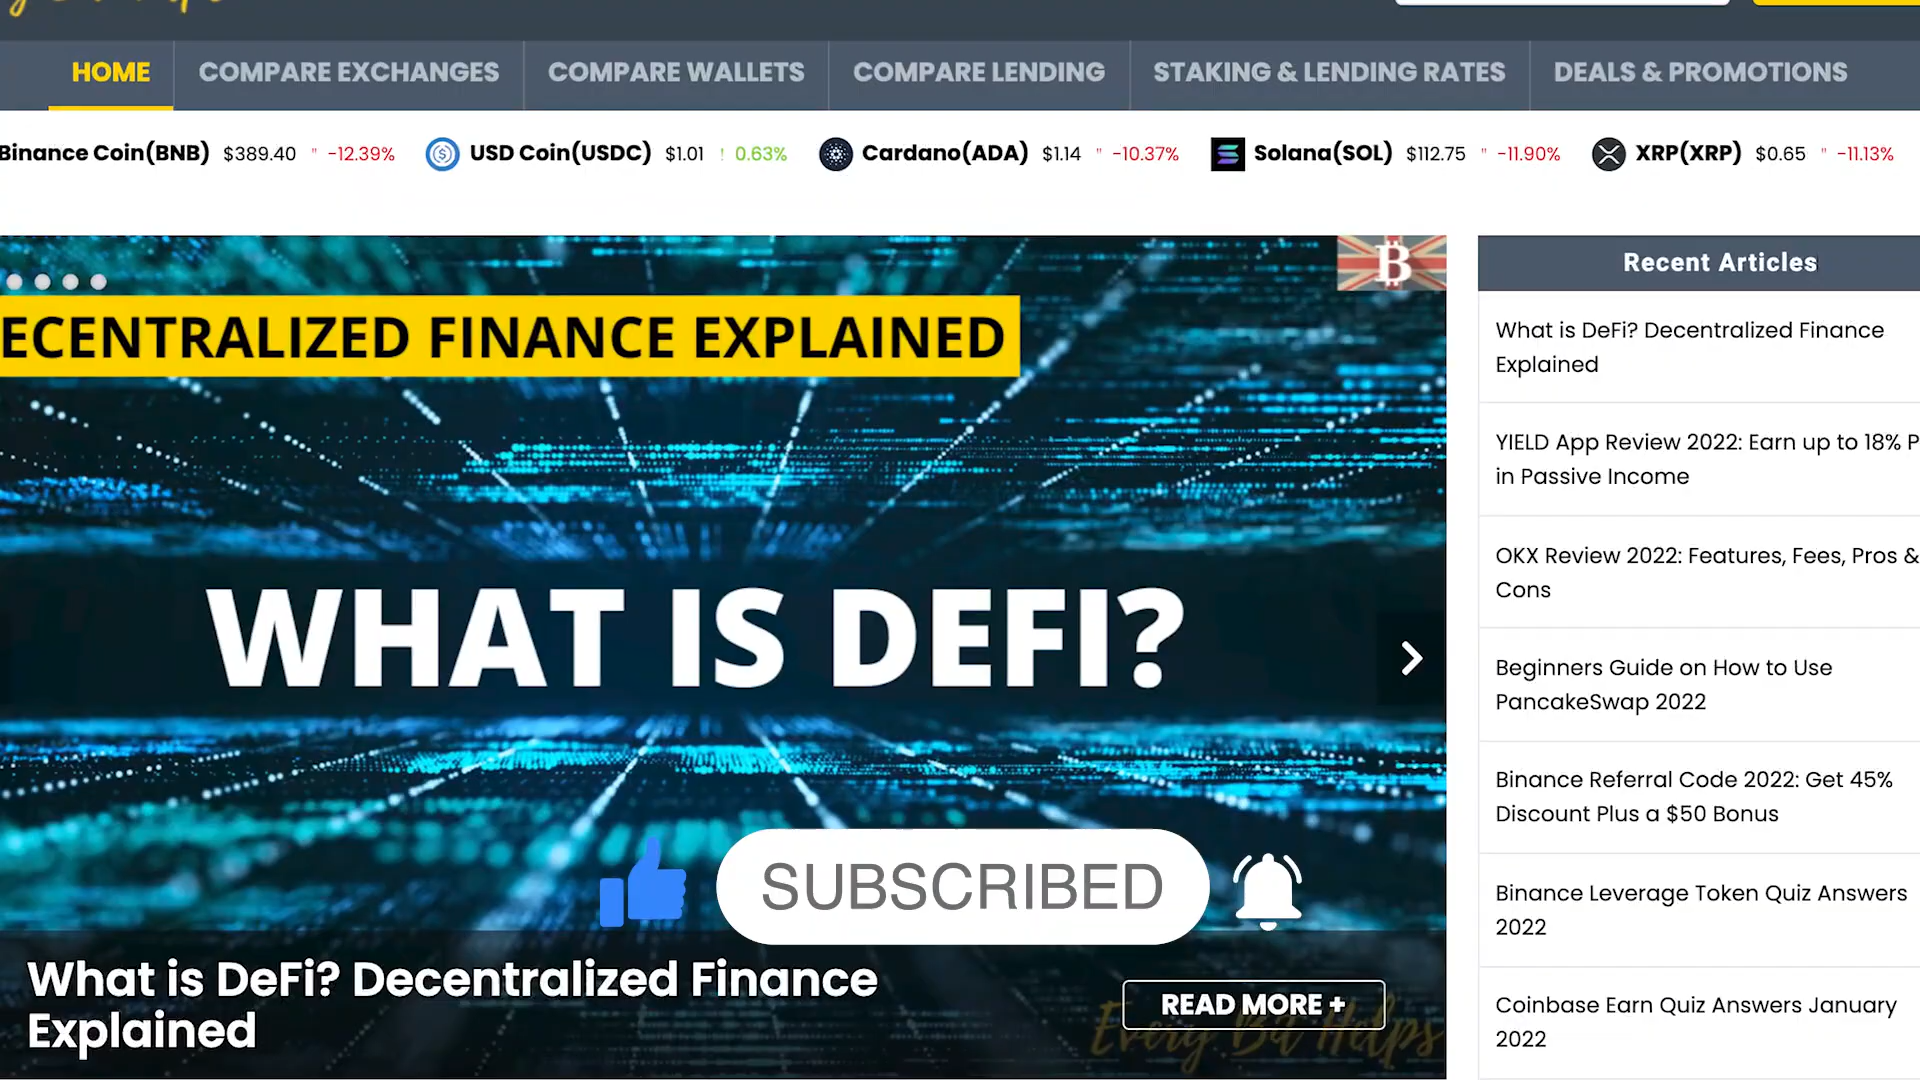 HOME COMPARE EXCHANGES COMPARE WALLETS COMPARE LENDING STAKING & LENDING RATES DEALS & PROMOTIONS
Binance Coin(BNB) $389.40 -12.39% USD Coin(USDC) $1.01 0.63% Cardano(ADA) $1.14 -10.37% Solana(SOL) $112.75 -11.90% XRP(XRP) $0.65 -11.13%
ECENTRALIZED FINANCE EXPLAINED
WHAT IS DEFI?
SUBSCRIBED
What is DeFi? Decentralized Finance
Explained
READ MORE +
Every Bit Helps
Recent Articles
What is DeFi? Decentralized Finance
Explained
YIELD App Review 2022: Earn up to 18% P
in Passive Income
OKX Review 2022: Features, Fees, Pros &
Cons
Beginners Guide on How to Use
PancakeSwap 2022
Binance Referral Code 2022: Get 45%
Discount Plus a $50 Bonus
Binance Leverage Token Quiz Answers
2022
Coinbase Earn Quiz Answers January
2022